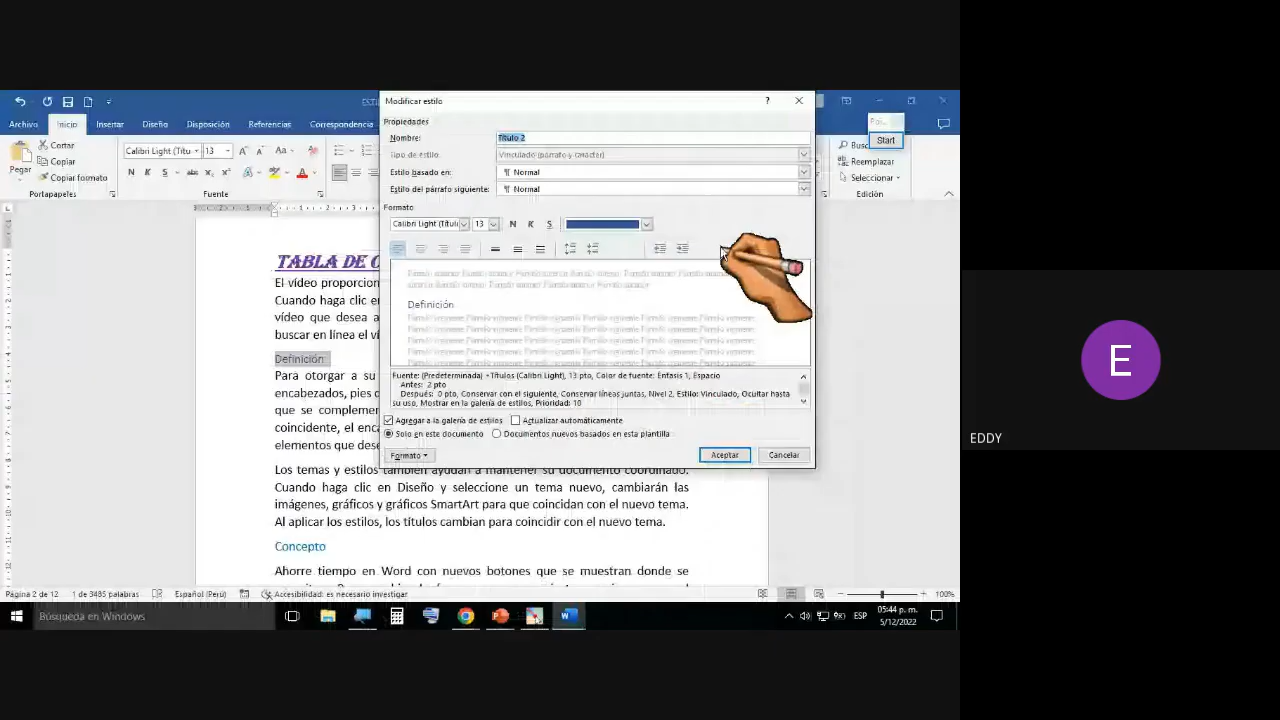 Modificar estilo ? ×
Propiedades
Nombre: Título 2
Tipo de estilo: Vinculado (párrafo y carácter)
Estilo basado en: ¶ Normal
Estilo del párrafo siguiente: ¶ Normal
Formato
Calibri Light (Título 13 N K S
Definición
Fuente: (Predeterminada) +Títulos (Calibri Light), 13 pto, Color de fuente: Énfasis 1, Espacio
Antes: 2 pto
Después: 0 pto, Conservar con el siguiente, Conservar líneas juntas, Nivel 2, Estilo: Vinculado, Ocultar hasta
su uso, Mostrar en la galería de estilos, Prioridad: 10
Agregar a la galería de estilos Actualizar automáticamente
Solo en este documento Documentos nuevos basados en esta plantilla
Formato Aceptar Cancelar
Archivo Inicio Insertar Diseño Disposición Referencias Correspondencia
Start
Cortar
Copiar
Copiar formato
Pegar
Portapapeles
Calibri Light (Títu 13
N K S
Fuente
Reemplazar
Seleccionar
Edición
TABLA DE C
El vídeo proporcion
Cuando haga clic en
vídeo que desea a
buscar en línea el ví
Definición
Para otorgar a su
encabezados, pies d
que se complemen
coincidente, el enca
elementos que dese
Los temas y estilos también ayudan a mantener su documento coordinado.
Cuando haga clic en Diseño y seleccione un tema nuevo, cambiarán las
imágenes, gráficos y gráficos SmartArt para que coincidan con el nuevo tema.
Al aplicar los estilos, los títulos cambian para coincidir con el nuevo tema.
Concepto
Ahorre tiempo en Word con nuevos botones que se muestran donde se
Página 2 de 12 1 de 3485 palabras Español (Perú) Accesibilidad: es necesario investigar 100%
Búsqueda en Windows ESP 05:44 p. m.
5/12/2022
E
EDDY